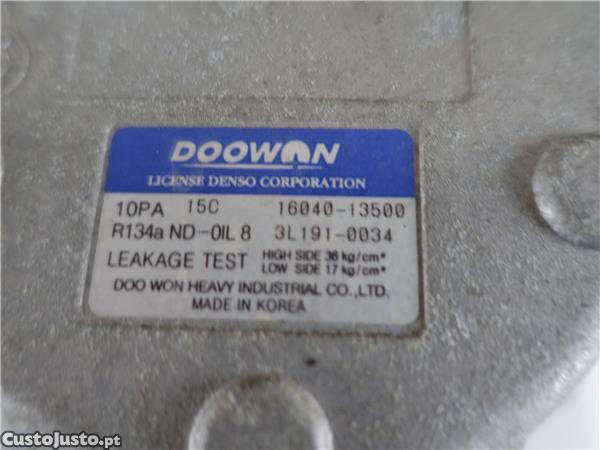 DOOWON
LICENSE DENSO CORPORATION
10PA 15C 16040-13500
R134a ND-OIL 8 3L191-0034
LEAKAGE TEST HIGH SIDE 36 kg/cm²
LOW SIDE 17 kg/cm²
DOO WON HEAVY INDUSTRIAL CO.,LTD.
MADE IN KOREA
CustoJusto.pt